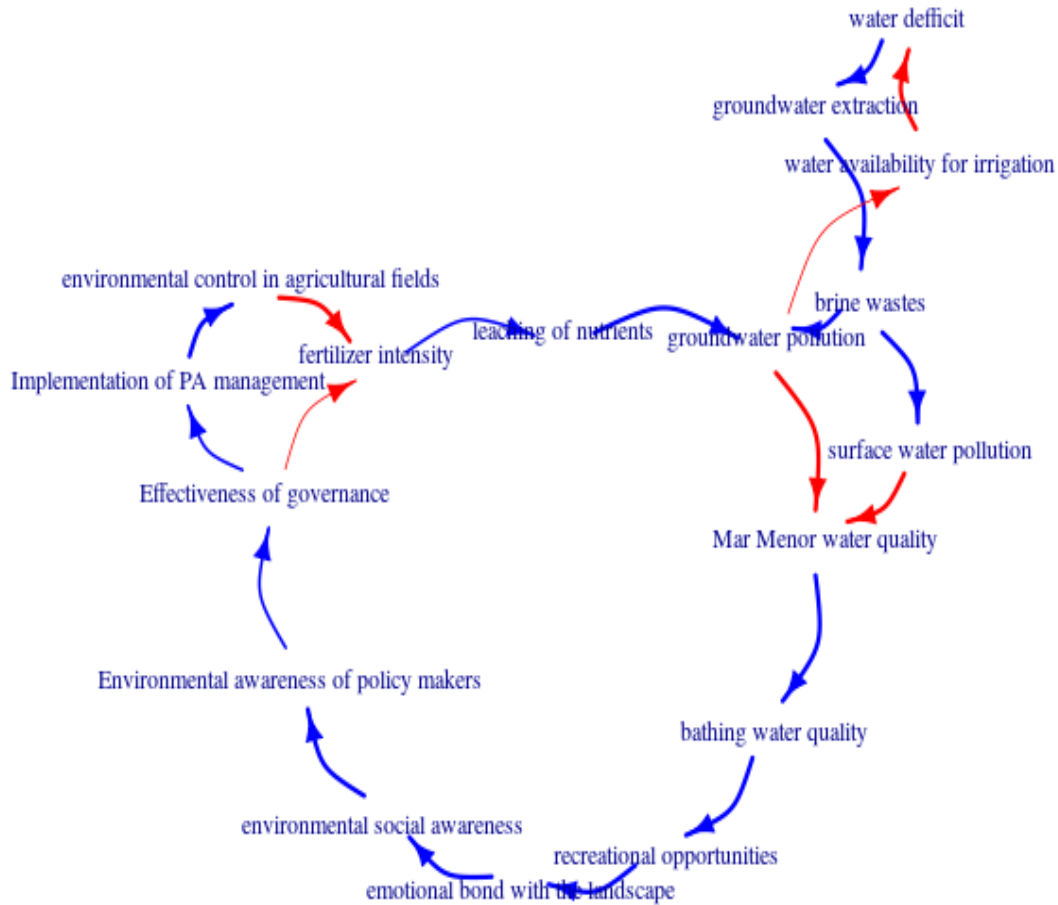 water defficit
groundwater extraction
water availability for irrigation
environmental control in agricultural fields
brine wastes
leaching of nutrients
groundwater pollution
fertilizer intensity
Implementation of PA management
surface water pollution
Effectiveness of governance
Mar Menor water quality
Environmental awareness of policy makers
bathing water quality
environmental social awareness
recreational opportunities
emotional bond with the landscape